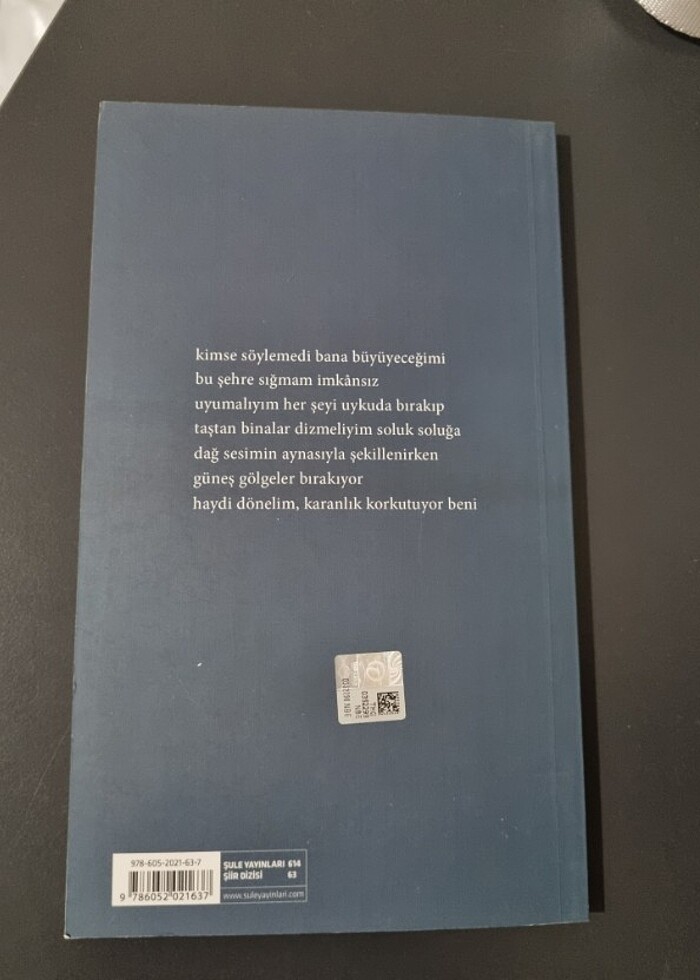 kimse söylemedi bana büyüyeceğimi
bu şehre sığmam imkânsız
uyumalıyım her şeyi uykuda bırakıp
taştan binalar dizmeliyim soluk soluğa
dağ sesimin aynasıyla şekillenirken
güneş gölgeler bırakıyor
haydi dönelim, karanlık korkutuyor beni
978-605-2021-63-7
9 786052 021637
ŞULE YAYINLARI 614
ŞİİR DİZİSİ 63
www.suleyayinlari.com